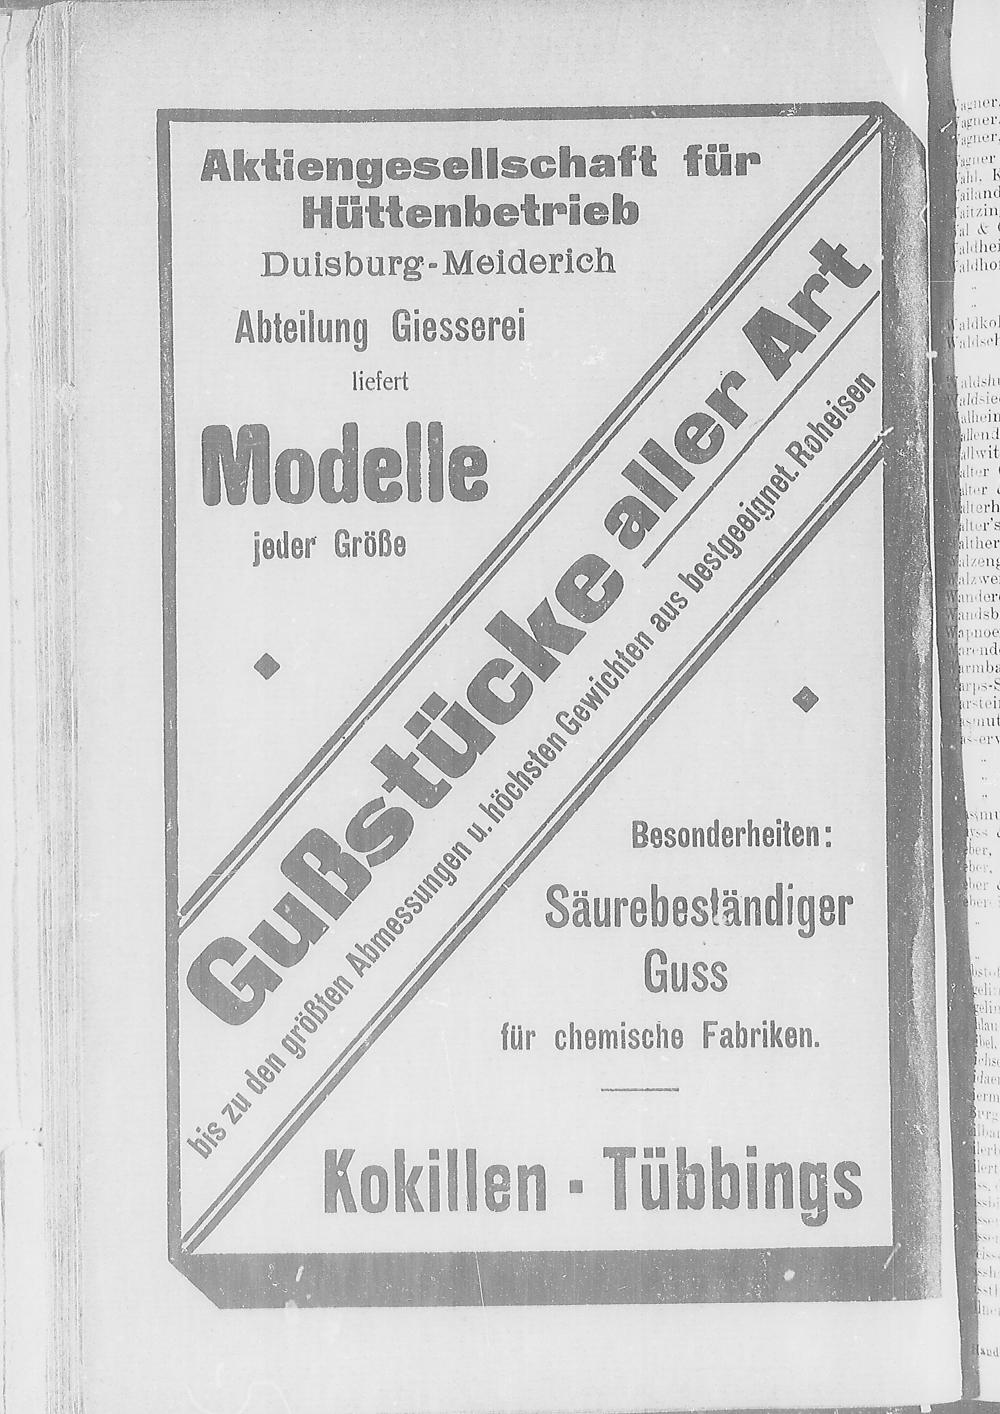 Aktiengesellschaft für
Hüttenbetrieb
Duisburg-Meiderich
Abteilung Giesserei
liefert
Modelle
jeder Größe
Gußstücke aller Art
bis zu den größten Abmessungen u. höchsten Gewichten aus bestgeeignet. Roheisen
Besonderheiten:
Säurebeständiger
Guss
für chemische Fabriken.
Kokillen - Tübbings